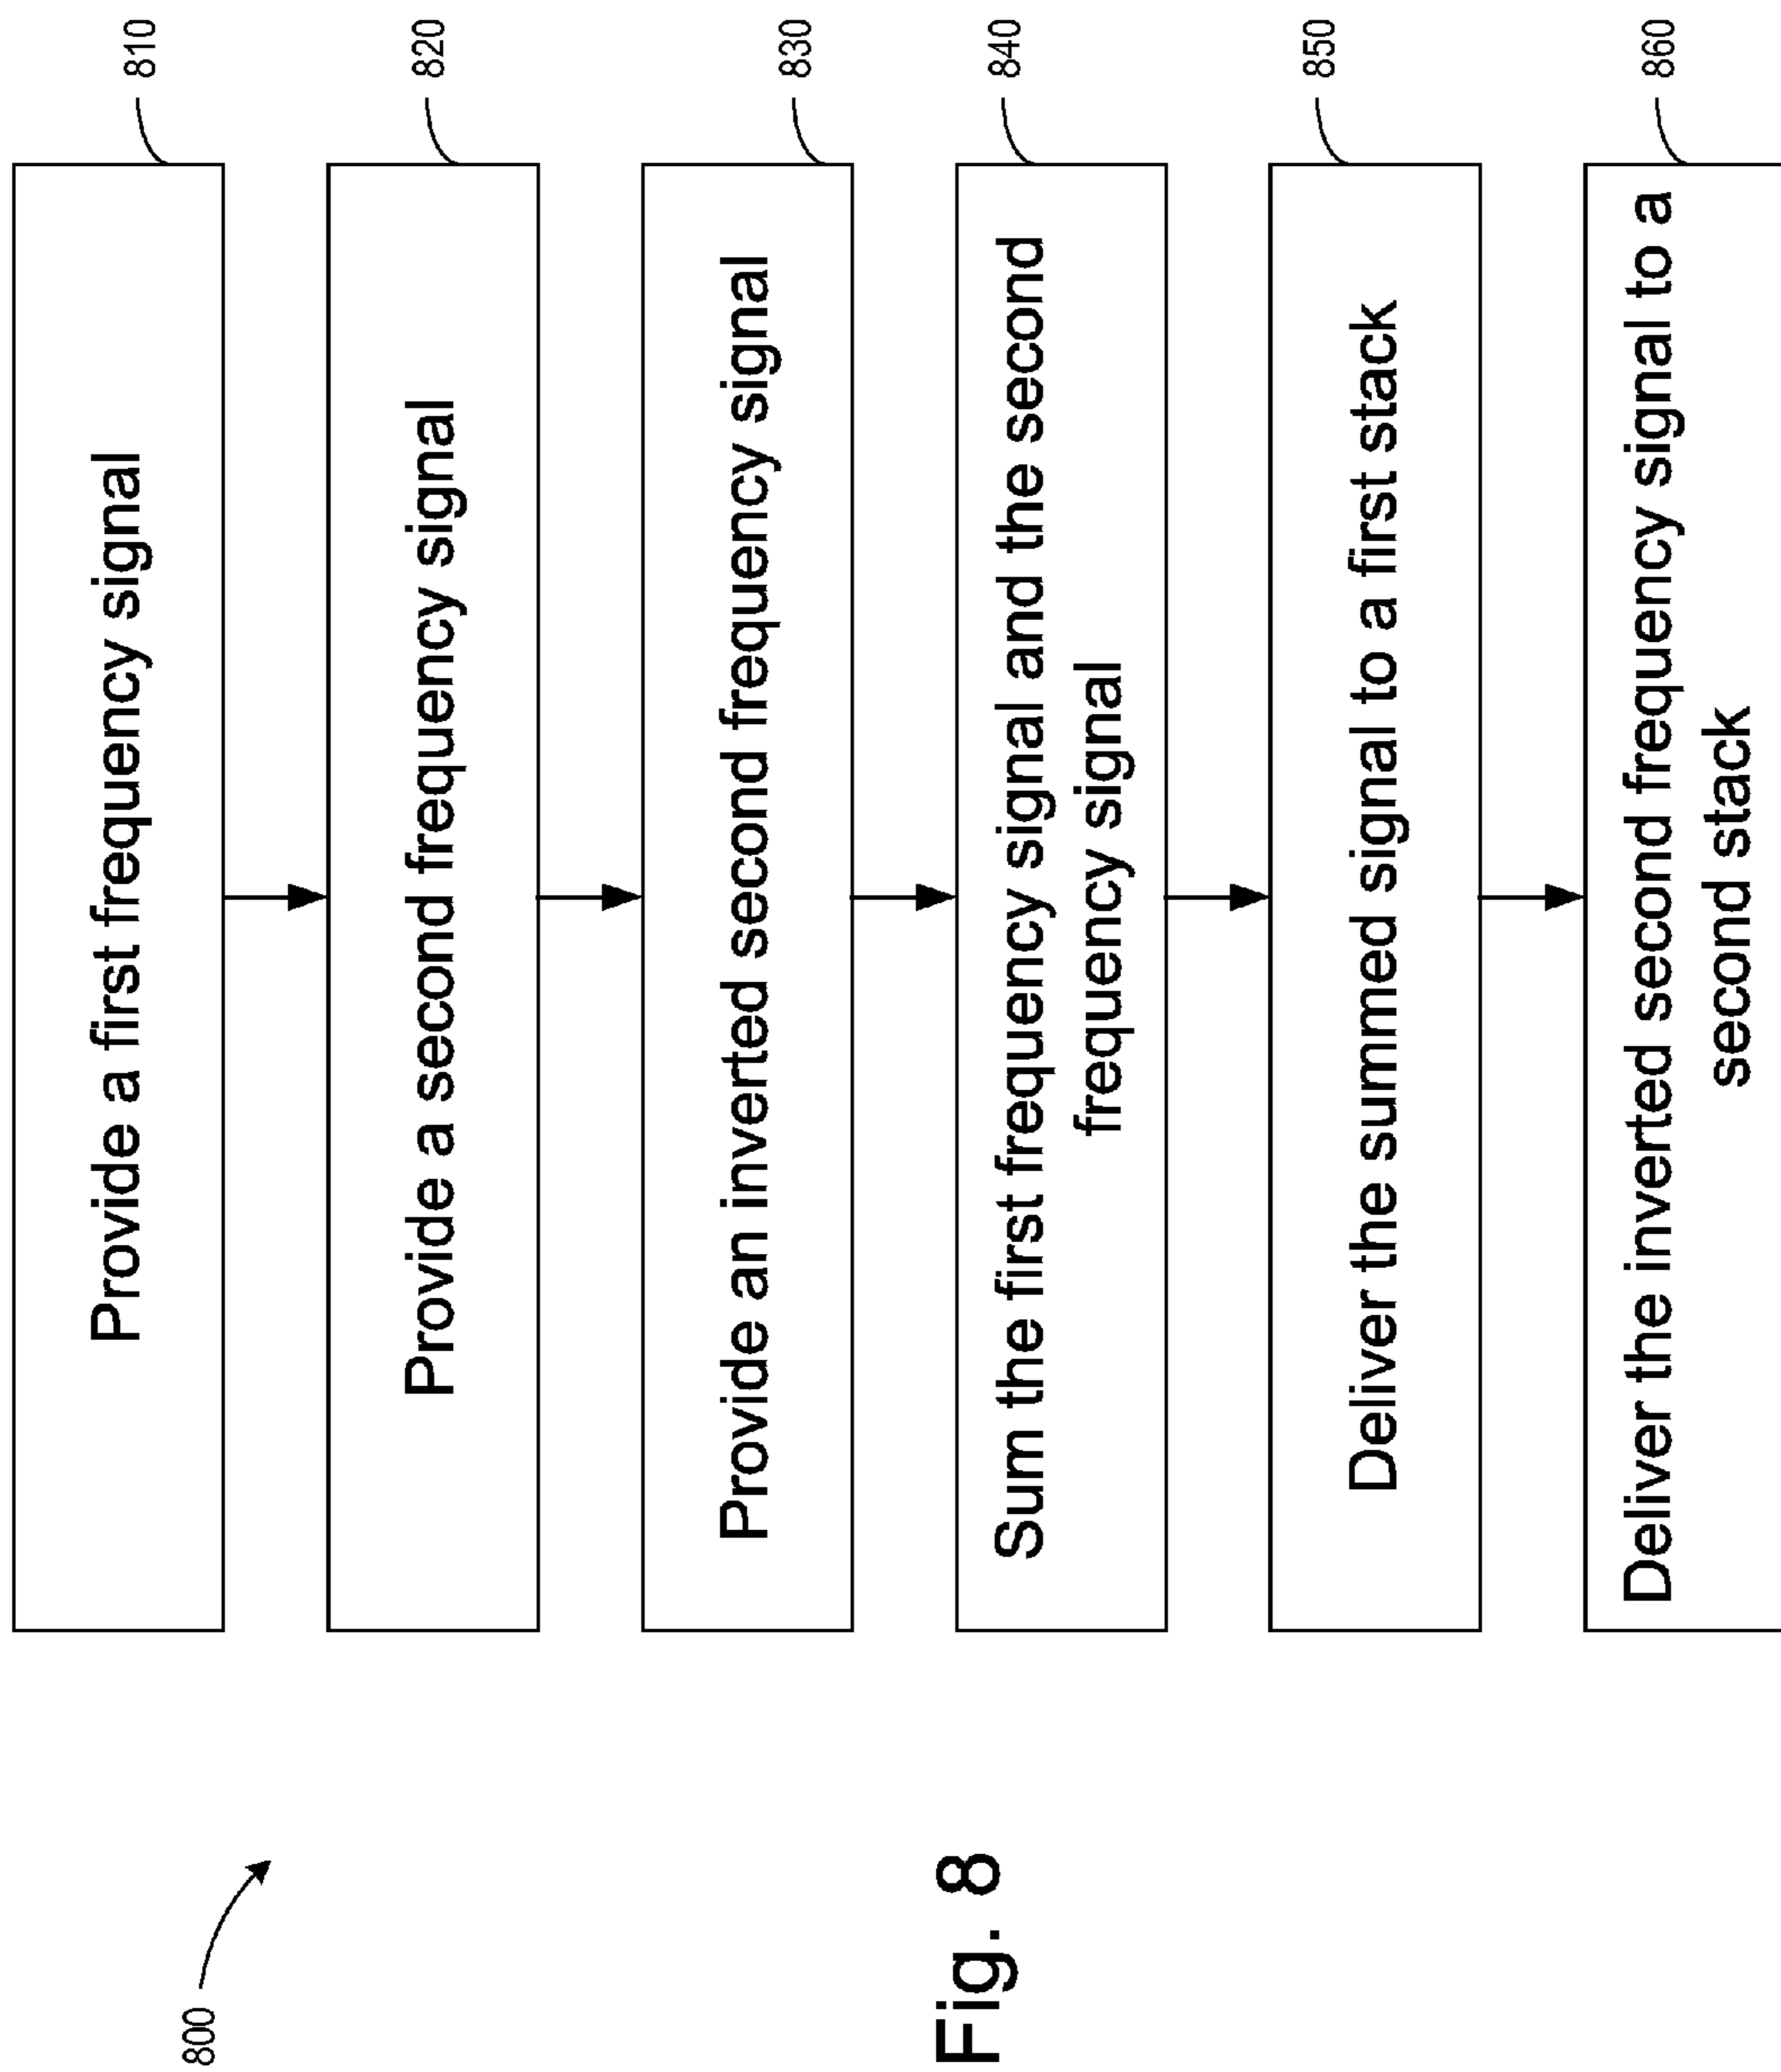 800
Provide a first frequency signal
810
Provide a second frequency signal
820
Provide an inverted second frequency signal
830
Sum the first frequency signal and the second
frequency signal
840
Deliver the summed signal to a first stack
850
Deliver the inverted second frequency signal to a
second stack
860
Fig. 8